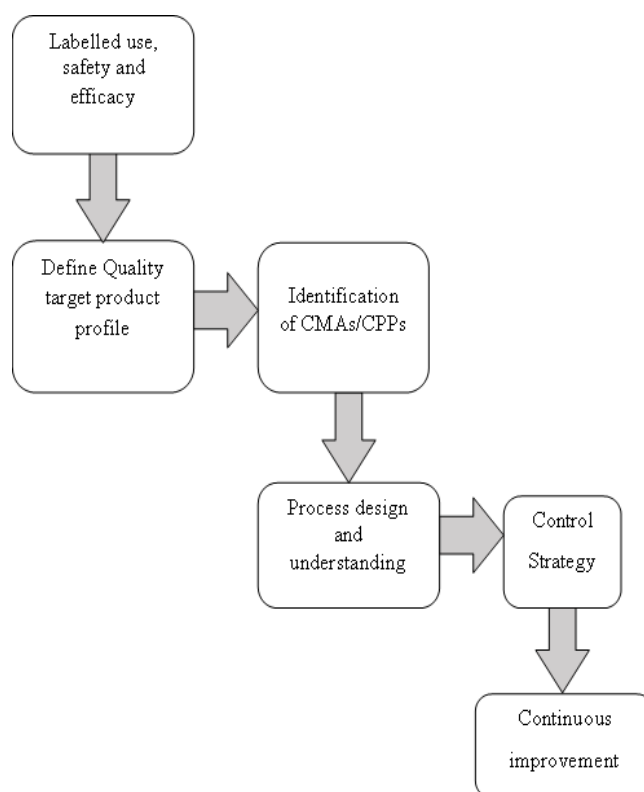 Labelled use,
safety and
efficacy
Define Quality
target product
profile
Identification
of CMAs/CPPs
Process design
and
understanding
Control
Strategy
Continuous
improvement